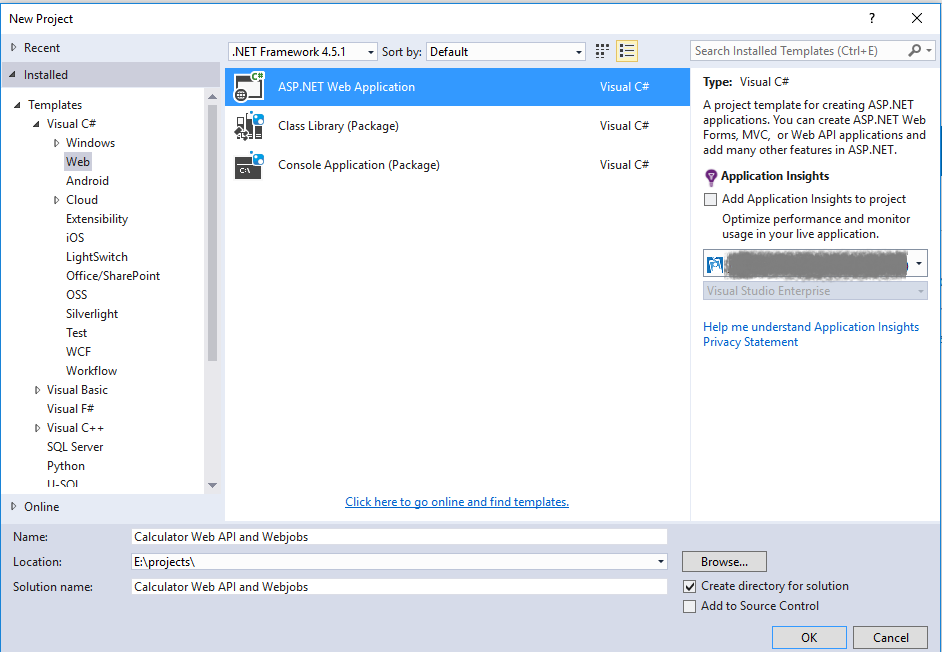 New Project
?
Recent
.NET Framework 4.5.1
Sort by:
Default
Search Installed Templates (Ctrl+E)
Installed
Templates
Visual C#
Windows
Web
Android
Cloud
Extensibility
iOS
LightSwitch
Office/SharePoint
OSS
Silverlight
Test
WCF
Workflow
Visual Basic
Visual F#
Visual C++
SQL Server
Python
U-SQL
Online
C#
ASP.NET Web Application
Visual C#
Class Library (Package)
Visual C#
C:\
Console Application (Package)
Visual C#
Click here to go online and find templates.
Type: Visual C#
A project template for creating ASP.NET
applications. You can create ASP.NET Web
Forms, MVC, or Web API applications and
add many other features in ASP.NET.
Application Insights
Add Application Insights to project
Optimize performance and monitor
usage in your live application.
Visual Studio Enterprise
Help me understand Application Insights
Privacy Statement
Name:
Calculator Web API and Webjobs
Location:
E:\projects\
Browse...
Solution name:
Calculator Web API and Webjobs
Create directory for solution
Add to Source Control
OK
Cancel